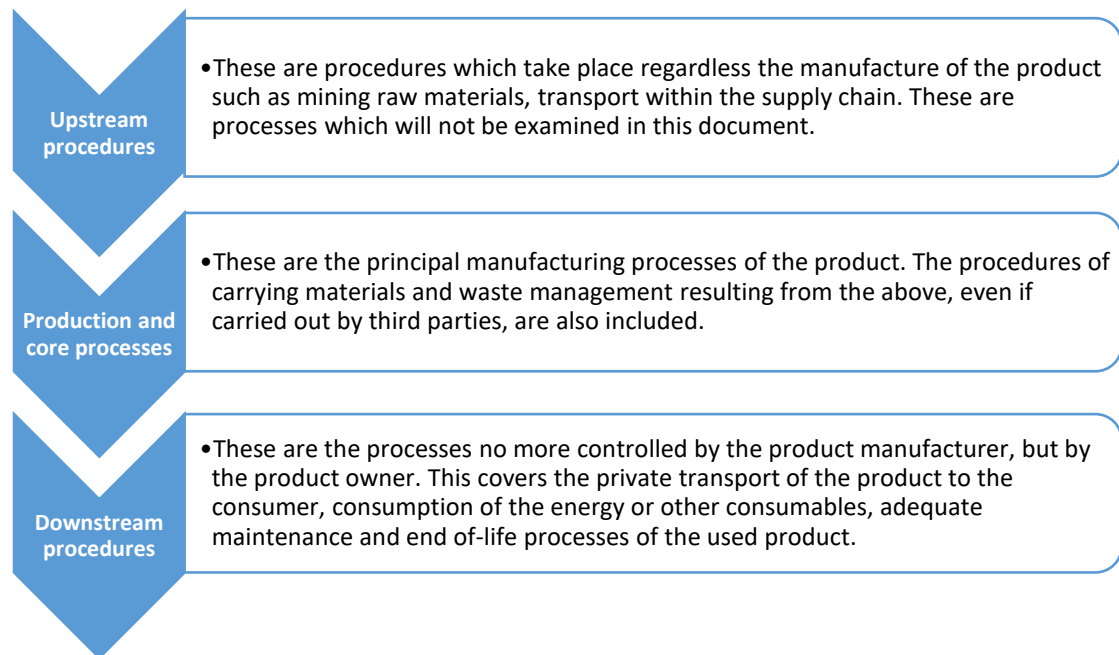 Upstream
procedures
•These are procedures which take place regardless the manufacture of the product
such as mining raw materials, transport within the supply chain. These are
processes which will not be examined in this document.
Production and
core processes
•These are the principal manufacturing processes of the product. The procedures of
carrying materials and waste management resulting from the above, even if
carried out by third parties, are also included.
Downstream
procedures
•These are the processes no more controlled by the product manufacturer, but by
the product owner. This covers the private transport of the product to the
consumer, consumption of the energy or other consumables, adequate
maintenance and end of-life processes of the used product.